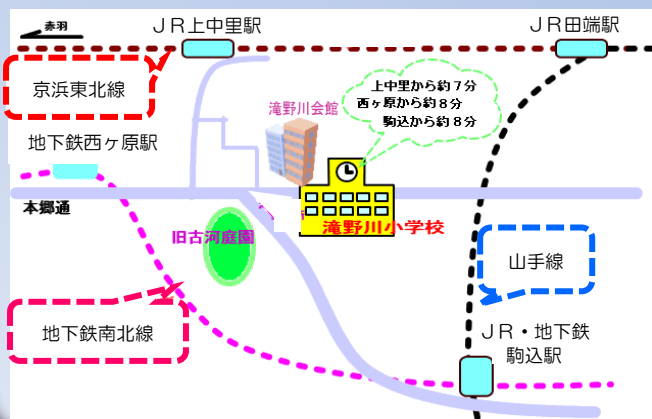 赤羽
ＪＲ上中里駅
ＪＲ田端駅
京浜東北線
上中里から約７分
西ヶ原から約８分
駒込から約８分
滝野川会館
地下鉄西ヶ原駅
本郷通
滝野川小学校
旧古河庭園
山手線
地下鉄南北線
ＪＲ・地下鉄
駒込駅